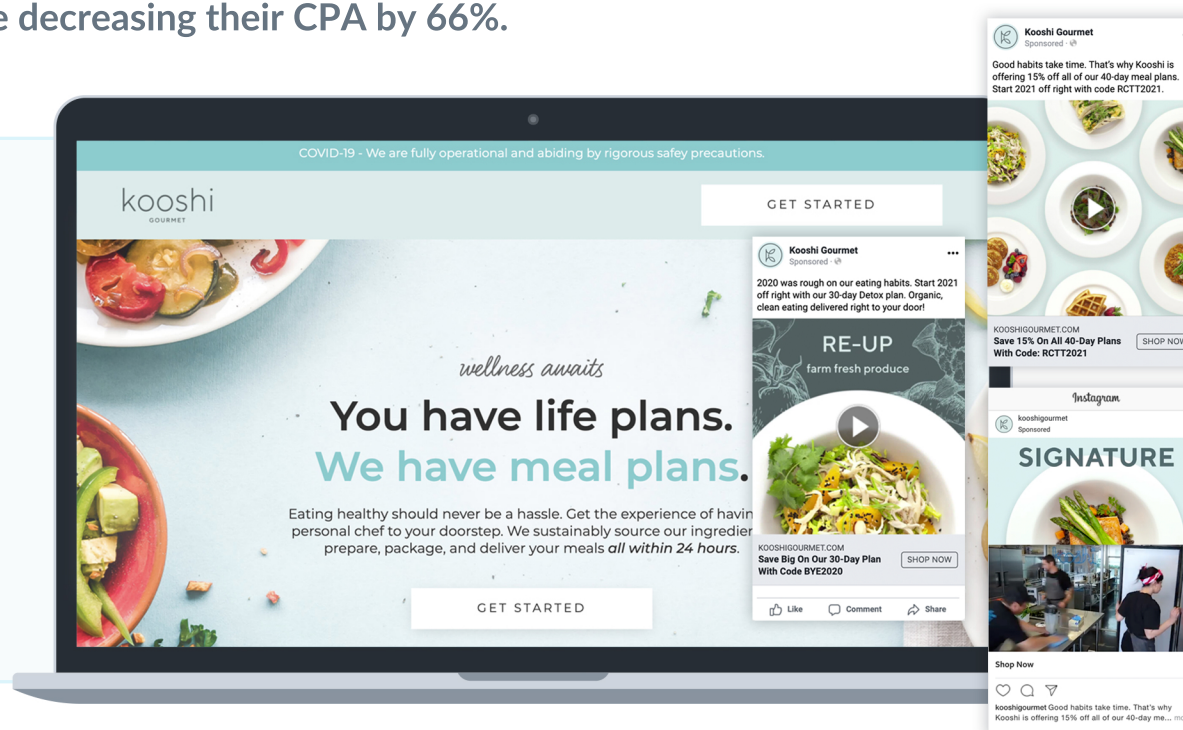 e decreasing their CPA by 66%.
COVID-19 - We are fully operational and abiding by rigorous safey precautions.
kooshi
GOURMET
GET STARTED
wellness awaits
You have life plans.
We have meal plans.
Eating healthy should never be a hassle. Get the experience of havin
personal chef to your doorstep. We sustainably source our ingredien
prepare, package, and deliver your meals all within 24 hours.
GET STARTED
Kooshi Gourmet
Sponsored
2020 was rough on our eating habits. Start 2021
off right with our 30-day Detox plan. Organic,
clean eating delivered right to your door!
RE-UP
farm fresh produce
KOOSHIGOURMET.COM
Save Big On Our 30-Day Plan
With Code BYE2020
SHOP NOW
Like
Comment
Share
Kooshi Gourmet
Sponsored
Good habits take time. That's why Kooshi is
offering 15% off all of our 40-day meal plans.
Start 2021 off right with code RCTT2021.
KOOSHIGOURMET.COM
Save 15% On All 40-Day Plans
With Code: RCTT2021
SHOP NOW
Instagram
kooshigourmet
Sponsored
SIGNATURE
Shop Now
kooshigourmet Good habits take time. That's why
Kooshi is offering 15% off all of our 40-day me...